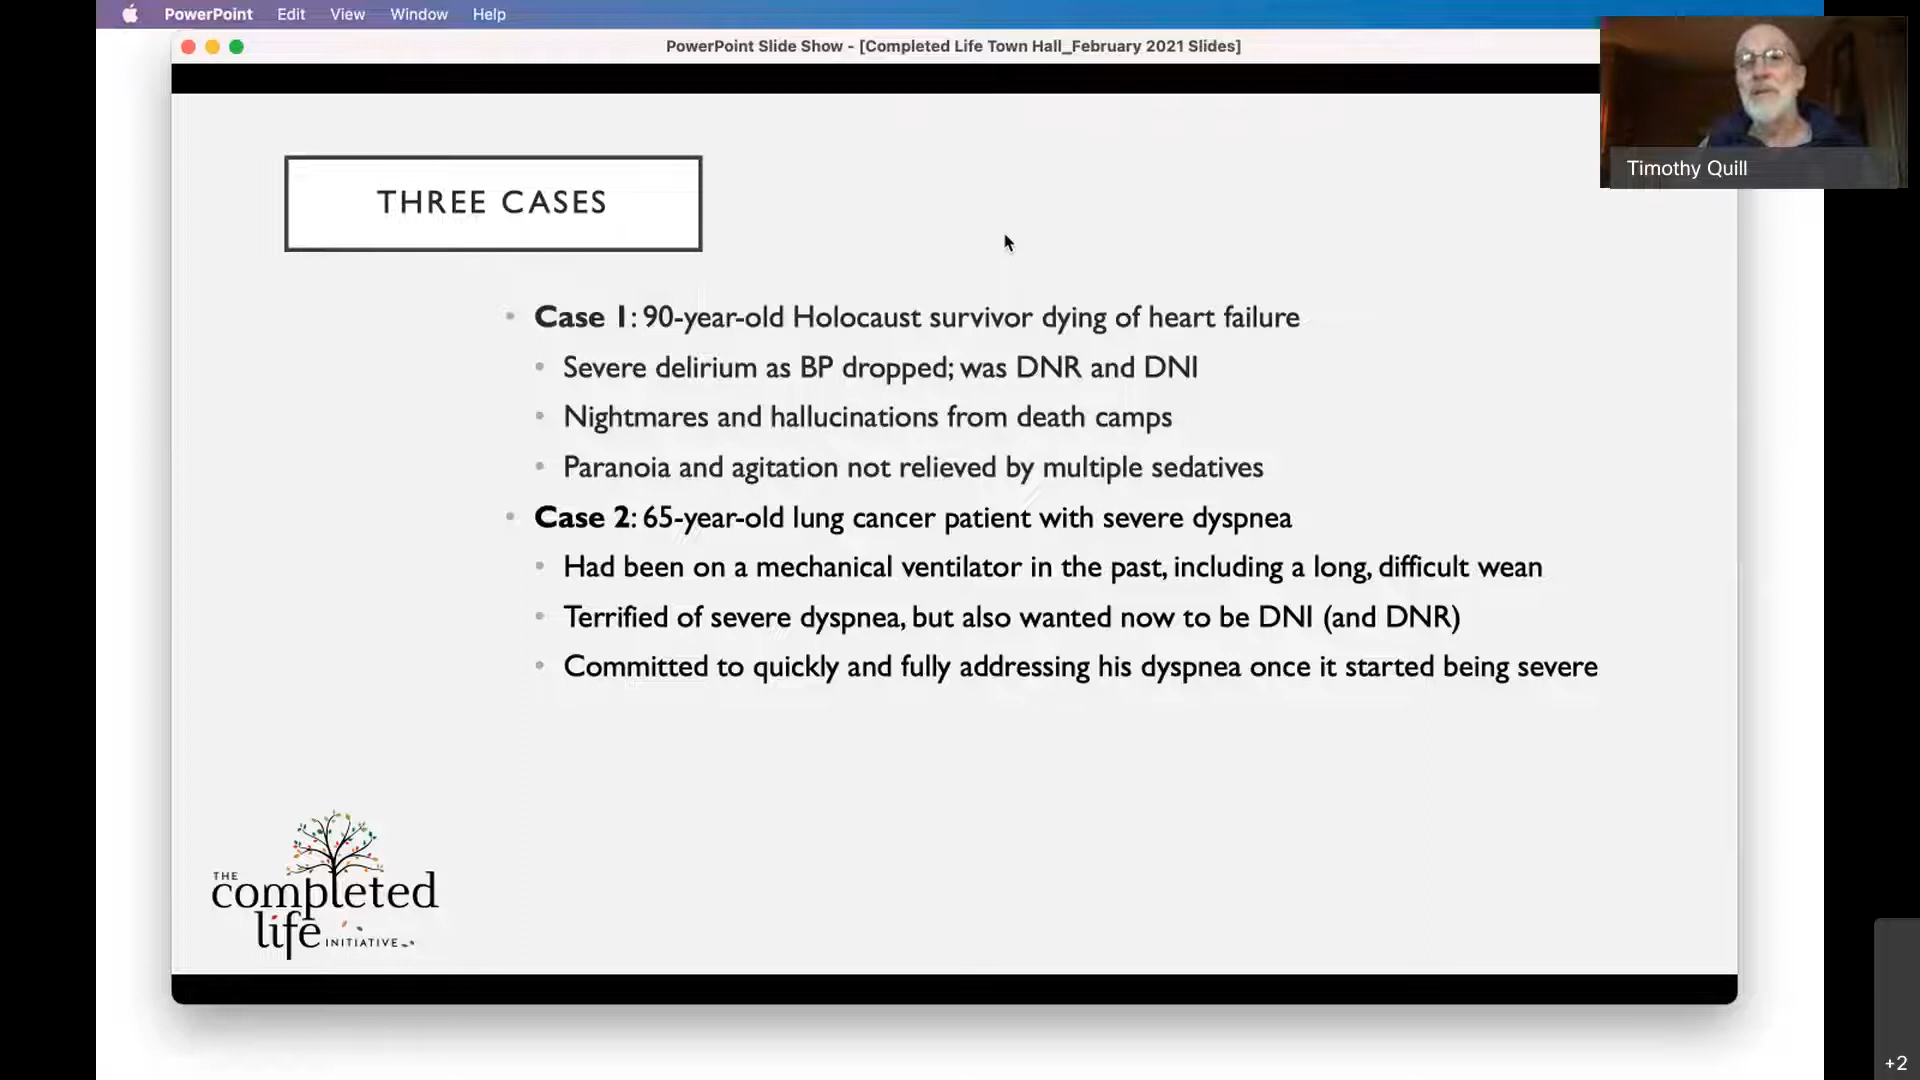 PowerPoint Edit View Window Help
PowerPoint Slide Show - [Completed Life Town Hall_February 2021 Slides]
Timothy Quill
THREE CASES
• Case 1: 90-year-old Holocaust survivor dying of heart failure
• Severe delirium as BP dropped; was DNR and DNI
• Nightmares and hallucinations from death camps
• Paranoia and agitation not relieved by multiple sedatives
• Case 2: 65-year-old lung cancer patient with severe dyspnea
• Had been on a mechanical ventilator in the past, including a long, difficult wean
• Terrified of severe dyspnea, but also wanted now to be DNI (and DNR)
• Committed to quickly and fully addressing his dyspnea once it started being severe
THE
completed
life INITIATIVE
+2